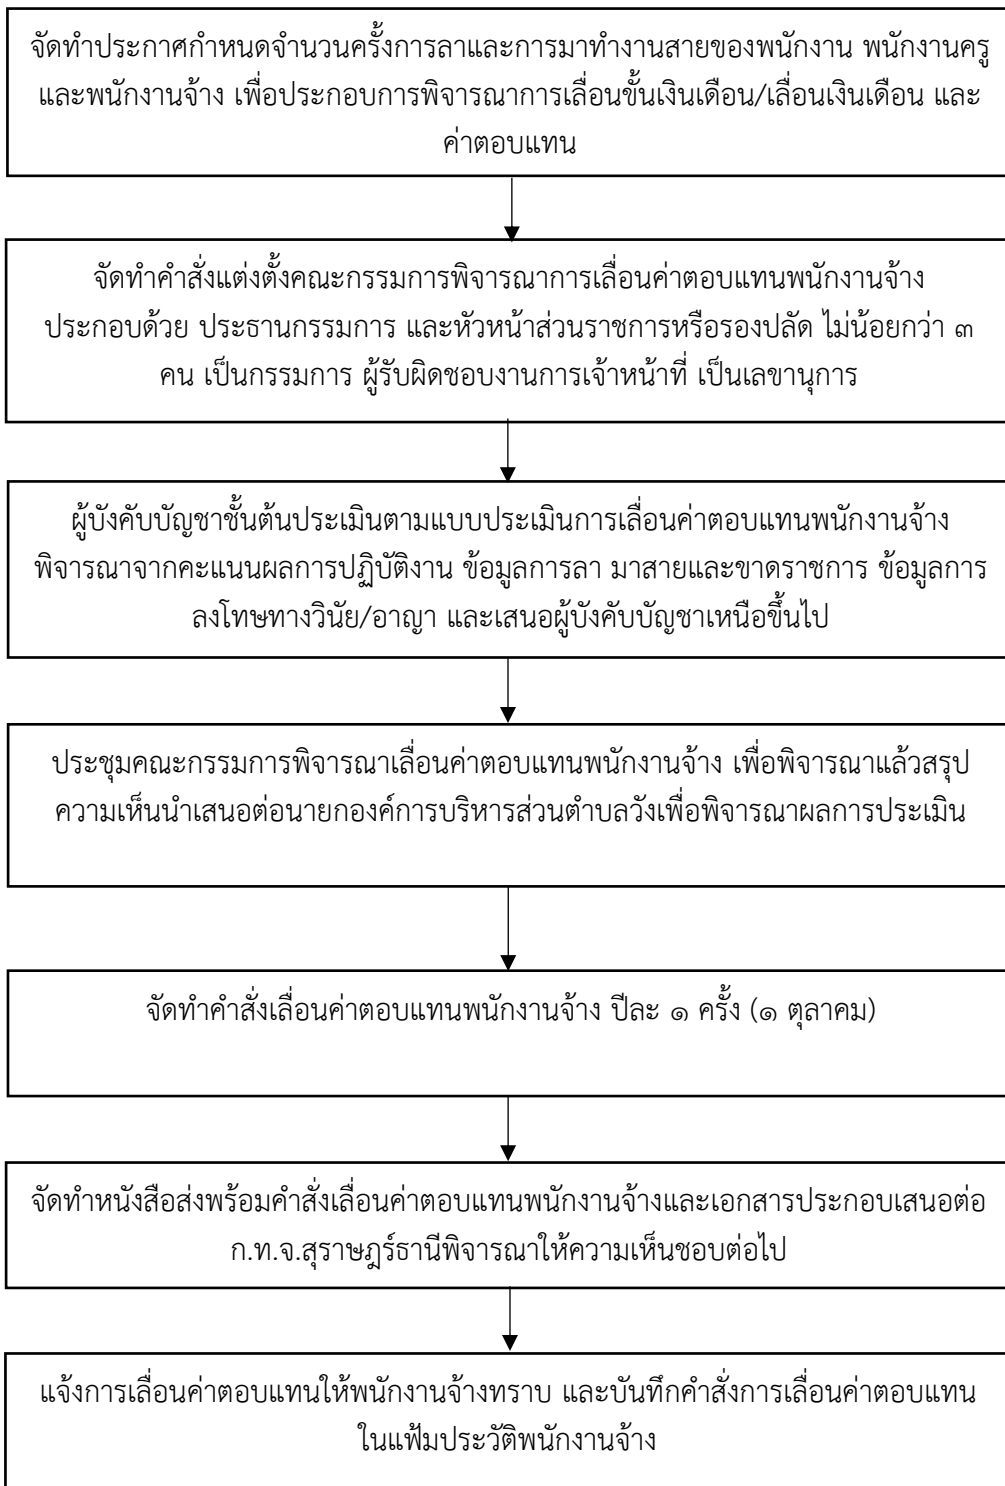 จัดทำประกาศกำหนดจำนวนครั้งการลาและการมาทำงานสายของพนักงาน พนักงานครู
และพนักงานจ้าง เพื่อประกอบการพิจารณาการเลื่อนขั้นเงินเดือน/เลื่อนเงินเดือน และ
ค่าตอบแทน
จัดทำคำสั่งแต่งตั้งคณะกรรมการพิจารณาการเลื่อนค่าตอบแทนพนักงานจ้าง
ประกอบด้วย ประธานกรรมการ และหัวหน้าส่วนราชการหรือรองปลัด ไม่น้อยกว่า ๓
คน เป็นกรรมการ ผู้รับผิดชอบงานการเจ้าหน้าที่ เป็นเลขานุการ
ผู้บังคับบัญชาชั้นต้นประเมินตามแบบประเมินการเลื่อนค่าตอบแทนพนักงานจ้าง
พิจารณาจากคะแนนผลการปฏิบัติงาน ข้อมูลการลา มาสายและขาดราชการ ข้อมูลการ
ลงโทษทางวินัย/อาญา และเสนอผู้บังคับบัญชาเหนือขึ้นไป
ประชุมคณะกรรมการพิจารณาเลื่อนค่าตอบแทนพนักงานจ้าง เพื่อพิจารณาแล้วสรุป
ความเห็นนำเสนอต่อนายกองค์การบริหารส่วนตำบลวังเพื่อพิจารณาผลการประเมิน
จัดทำคำสั่งเลื่อนค่าตอบแทนพนักงานจ้าง ปีละ ๑ ครั้ง (๑ ตุลาคม)
จัดทำหนังสือส่งพร้อมคำสั่งเลื่อนค่าตอบแทนพนักงานจ้างและเอกสารประกอบเสนอต่อ
ก.ท.จ.สุราษฎร์ธานีพิจารณาให้ความเห็นชอบต่อไป
แจ้งการเลื่อนค่าตอบแทนให้พนักงานจ้างทราบ และบันทึกคำสั่งการเลื่อนค่าตอบแทน
ในแฟ้มประวัติพนักงานจ้าง